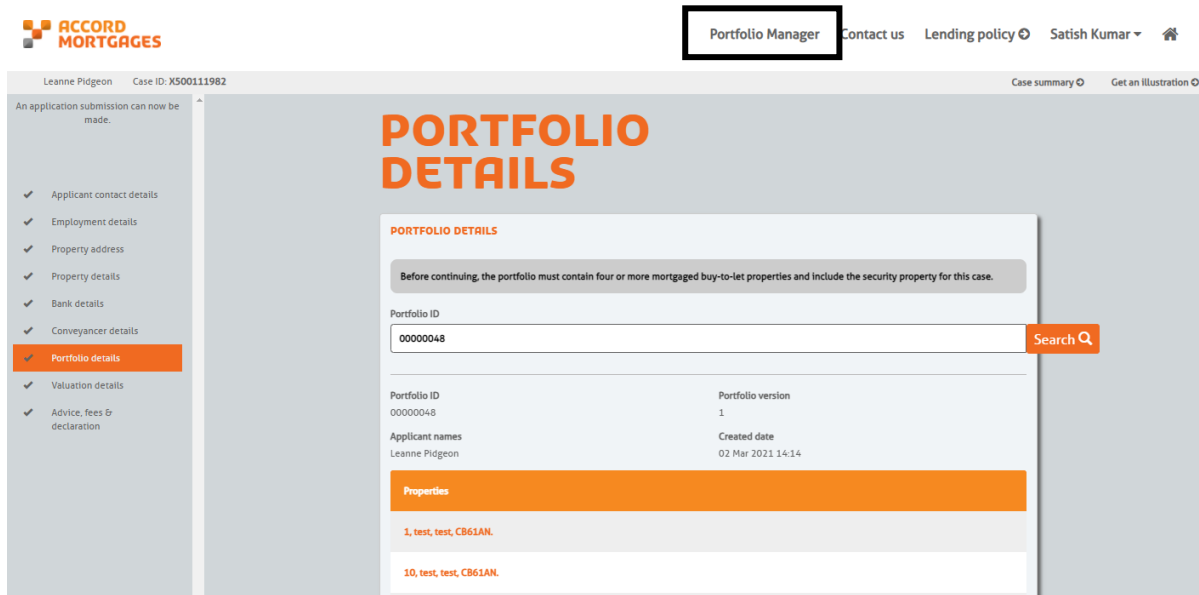 ACCORD
MORTGAGES
Portfolio Manager Contact us Lending policy Satish Kumar
Leanne Pidgeon Case ID: X500111982 Case summary Get an illustration
An application submission can now be
made.
Applicant contact details
Employment details
Property address
Property details
Bank details
Conveyancer details
Portfolio details
Valuation details
Advice, fees &
declaration
PORTFOLIO
DETAILS
PORTFOLIO DETAILS
Before continuing, the portfolio must contain four or more mortgaged buy-to-let properties and include the security property for this case.
Portfolio ID
00000048 Search
Portfolio ID Portfolio version
00000048 1
Applicant names Created date
Leanne Pidgeon 02 Mar 2021 14:14
Properties
1, test, test, CB61AN.
10, test, test, CB61AN.